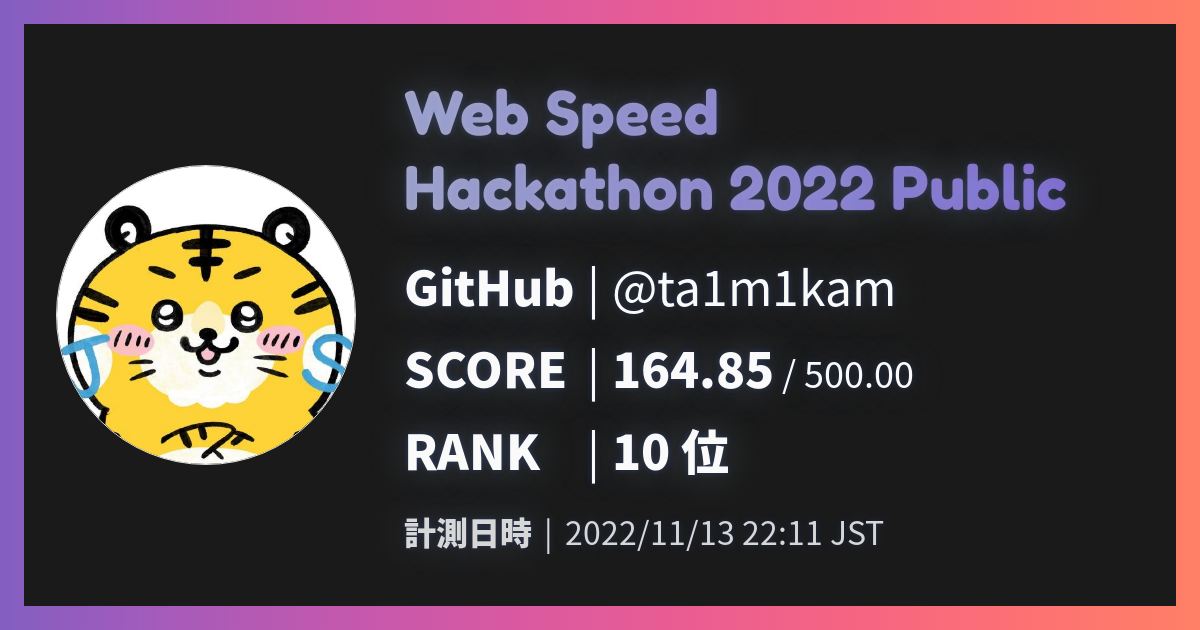 Web Speed
Hackathon 2022 Public
GitHub | @ta1m1kam
SCORE | 164.85 / 500.00
RANK | 10 位
計測日時 | 2022/11/13 22:11 JST
J S